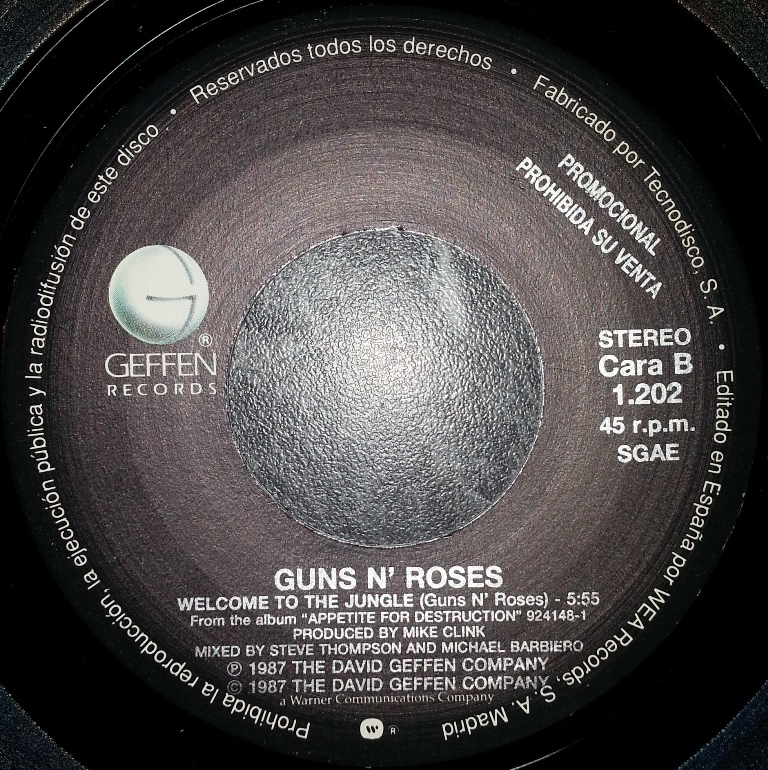 Prohibida la reproducción, la ejecución pública y la radiodifusión de este disco • Reservados todos los derechos • Fabricado por Tecnodisco, S. A. • Editado en España por WEA Records, S. A. Madrid
PROMOCIONAL
PROHIBIDA SU VENTA
GEFFEN ®
RECORDS
STEREO
Cara B
1.202
45 r.p.m.
SGAE
GUNS N' ROSES
WELCOME TO THE JUNGLE (Guns N' Roses) - 5:55
From the album "APPETITE FOR DESTRUCTION" 924148-1
PRODUCED BY MIKE CLINK
MIXED BY STEVE THOMPSON AND MICHAEL BARBIERO
℗ 1987 THE DAVID GEFFEN COMPANY
© 1987 THE DAVID GEFFEN COMPANY
a Warner Communications Company
W ®